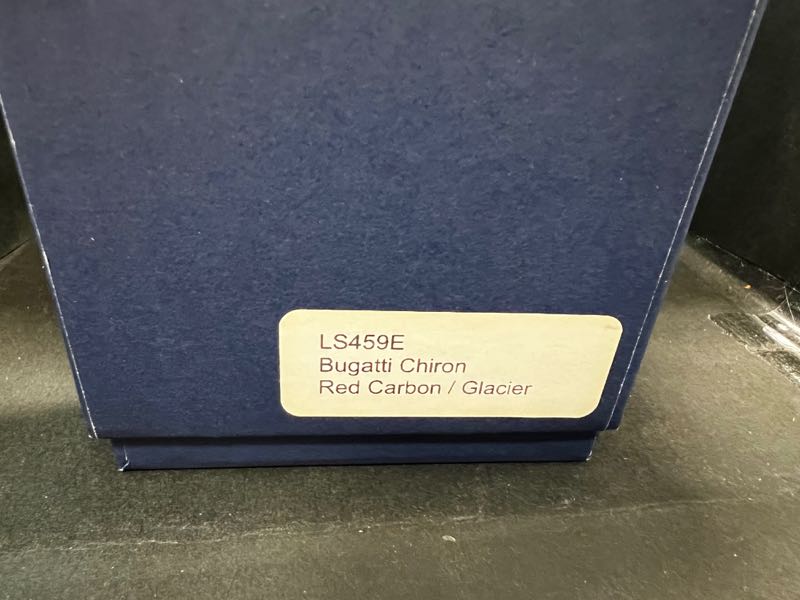 LS459E
Bugatti Chiron
Red Carbon / Glacier